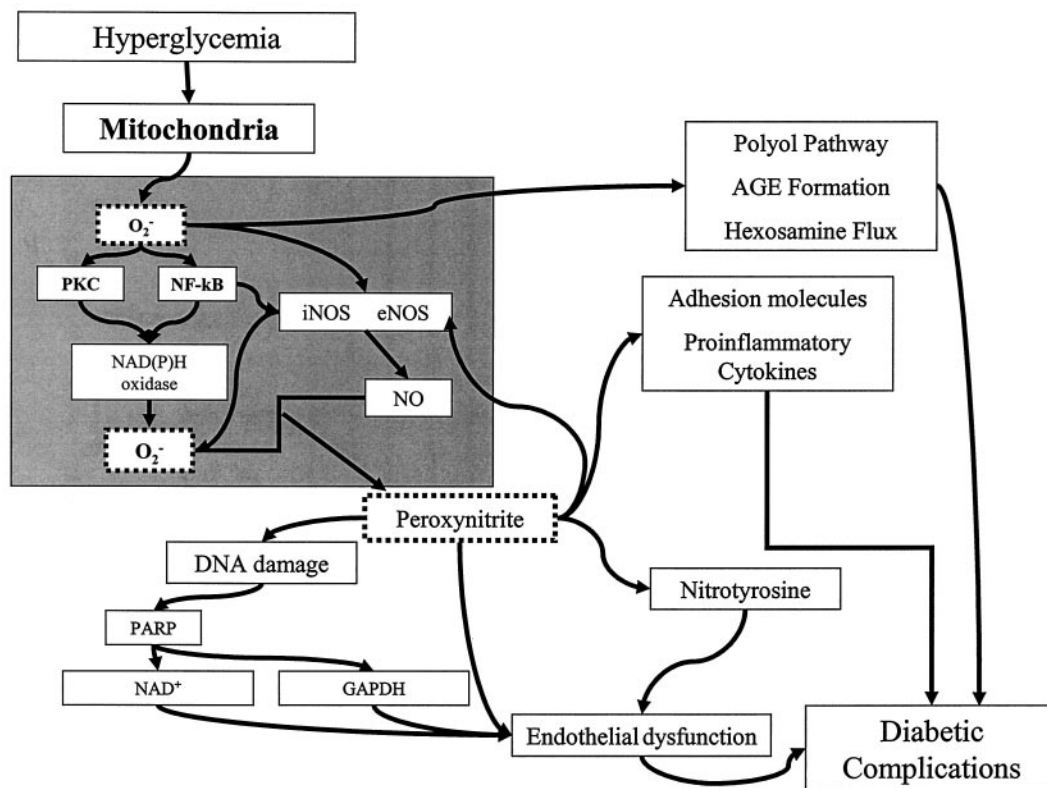 Hyperglycemia
Mitochondria
O₂⁻
PKC
NF-kB
NAD(P)H
oxidase
O₂⁻
iNOS eNOS
NO
Polyol Pathway
AGE Formation
Hexosamine Flux
Adhesion molecules
Proinflammatory
Cytokines
Peroxynitrite
DNA damage
PARP
NAD⁺
GAPDH
Nitrotyrosine
Endothelial dysfunction
Diabetic
Complications